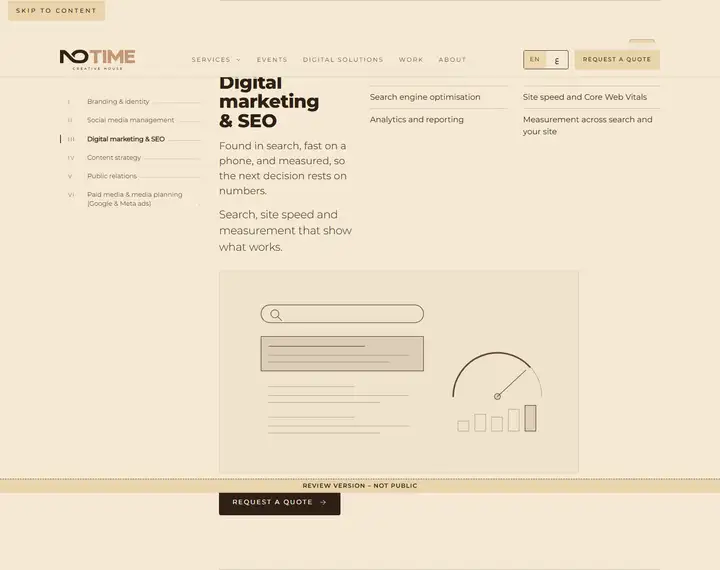 SKIP TO CONTENT
NOTIME
CREATIVE HOUSE
SERVICES
EVENTS
DIGITAL SOLUTIONS
WORK
ABOUT
EN
ع
REQUEST A QUOTE
I Branding & identity
II Social media management
III Digital marketing & SEO
IV Content strategy
V Public relations
VI Paid media & media planning
(Google & Meta ads)
Digital
marketing
& SEO
Found in search, fast on a
phone, and measured, so
the next decision rests on
numbers.
Search, site speed and
measurement that show
what works.
Search engine optimisation
Site speed and Core Web Vitals
Analytics and reporting
Measurement across search and
your site
REVIEW VERSION – NOT PUBLIC
REQUEST A QUOTE →